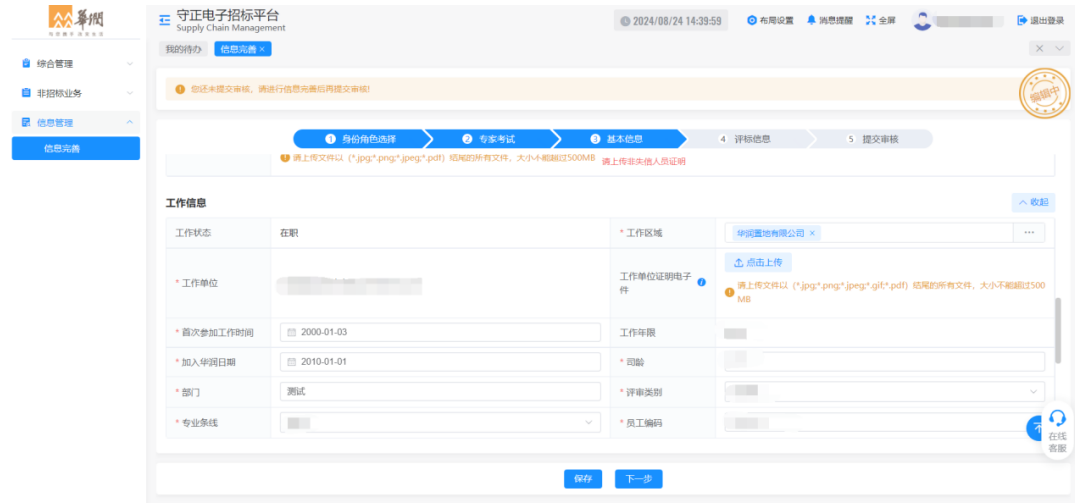 華潤
守正电子招标平台
Supply Chain Management
2024/08/24 14:39:59
布局设置
消息提醒
全屏
退出登录
我的待办
信息完善 ×
综合管理
非招标业务
信息管理
信息完善
您还未提交审核，请进行信息完善后再提交审核!
编辑中
1 身份角色选择
2 专家考试
3 基本信息
4 评标信息
5 提交审核
请上传文件以（*.jpg;*.png;*.jpeg;*.pdf）结尾的所有文件，大小不能超过500MB
请上传非失信人员证明
工作信息
收起
工作状态
在职
* 工作区域
华润置地有限公司 ×
* 工作单位
工作单位证明电子
件
点击上传
请上传文件以（*.jpg;*.png;*.jpeg;*.gif;*.pdf）结尾的所有文件，大小不能超过500
MB
* 首次参加工作时间
2000-01-03
工作年限
* 加入华润日期
2010-01-01
* 司龄
* 部门
测试
* 评审类别
* 专业条线
* 员工编码
在线
客服
保存
下一步